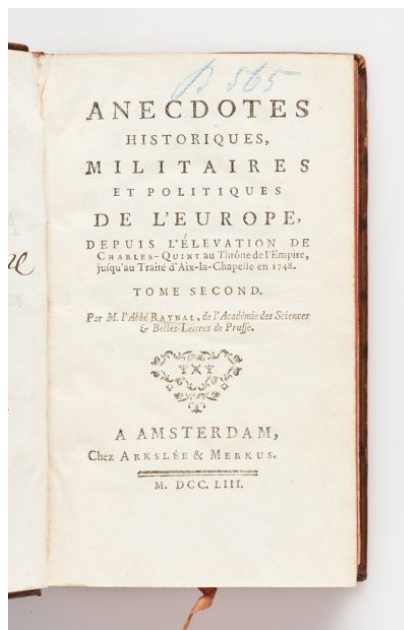 B 565
ANECDOTES
HISTORIQUES,
MILITAIRES
ET POLITIQUES
DE L'EUROPE,
DEPUIS L'ÉLEVATION DE
CHARLES-QUINT au Thrône de l'Empire,
jusqu'au Traité d'Aix-la-Chapelle en 1748.
TOME SECOND.
Par M. l'Abbé RAYNAL, de l'Académie des Sciences
& Belles-Lettres de Prusse.
A AMSTERDAM,
Chez ARKSLÉE & MERKUS.
M. DCC. LIII.